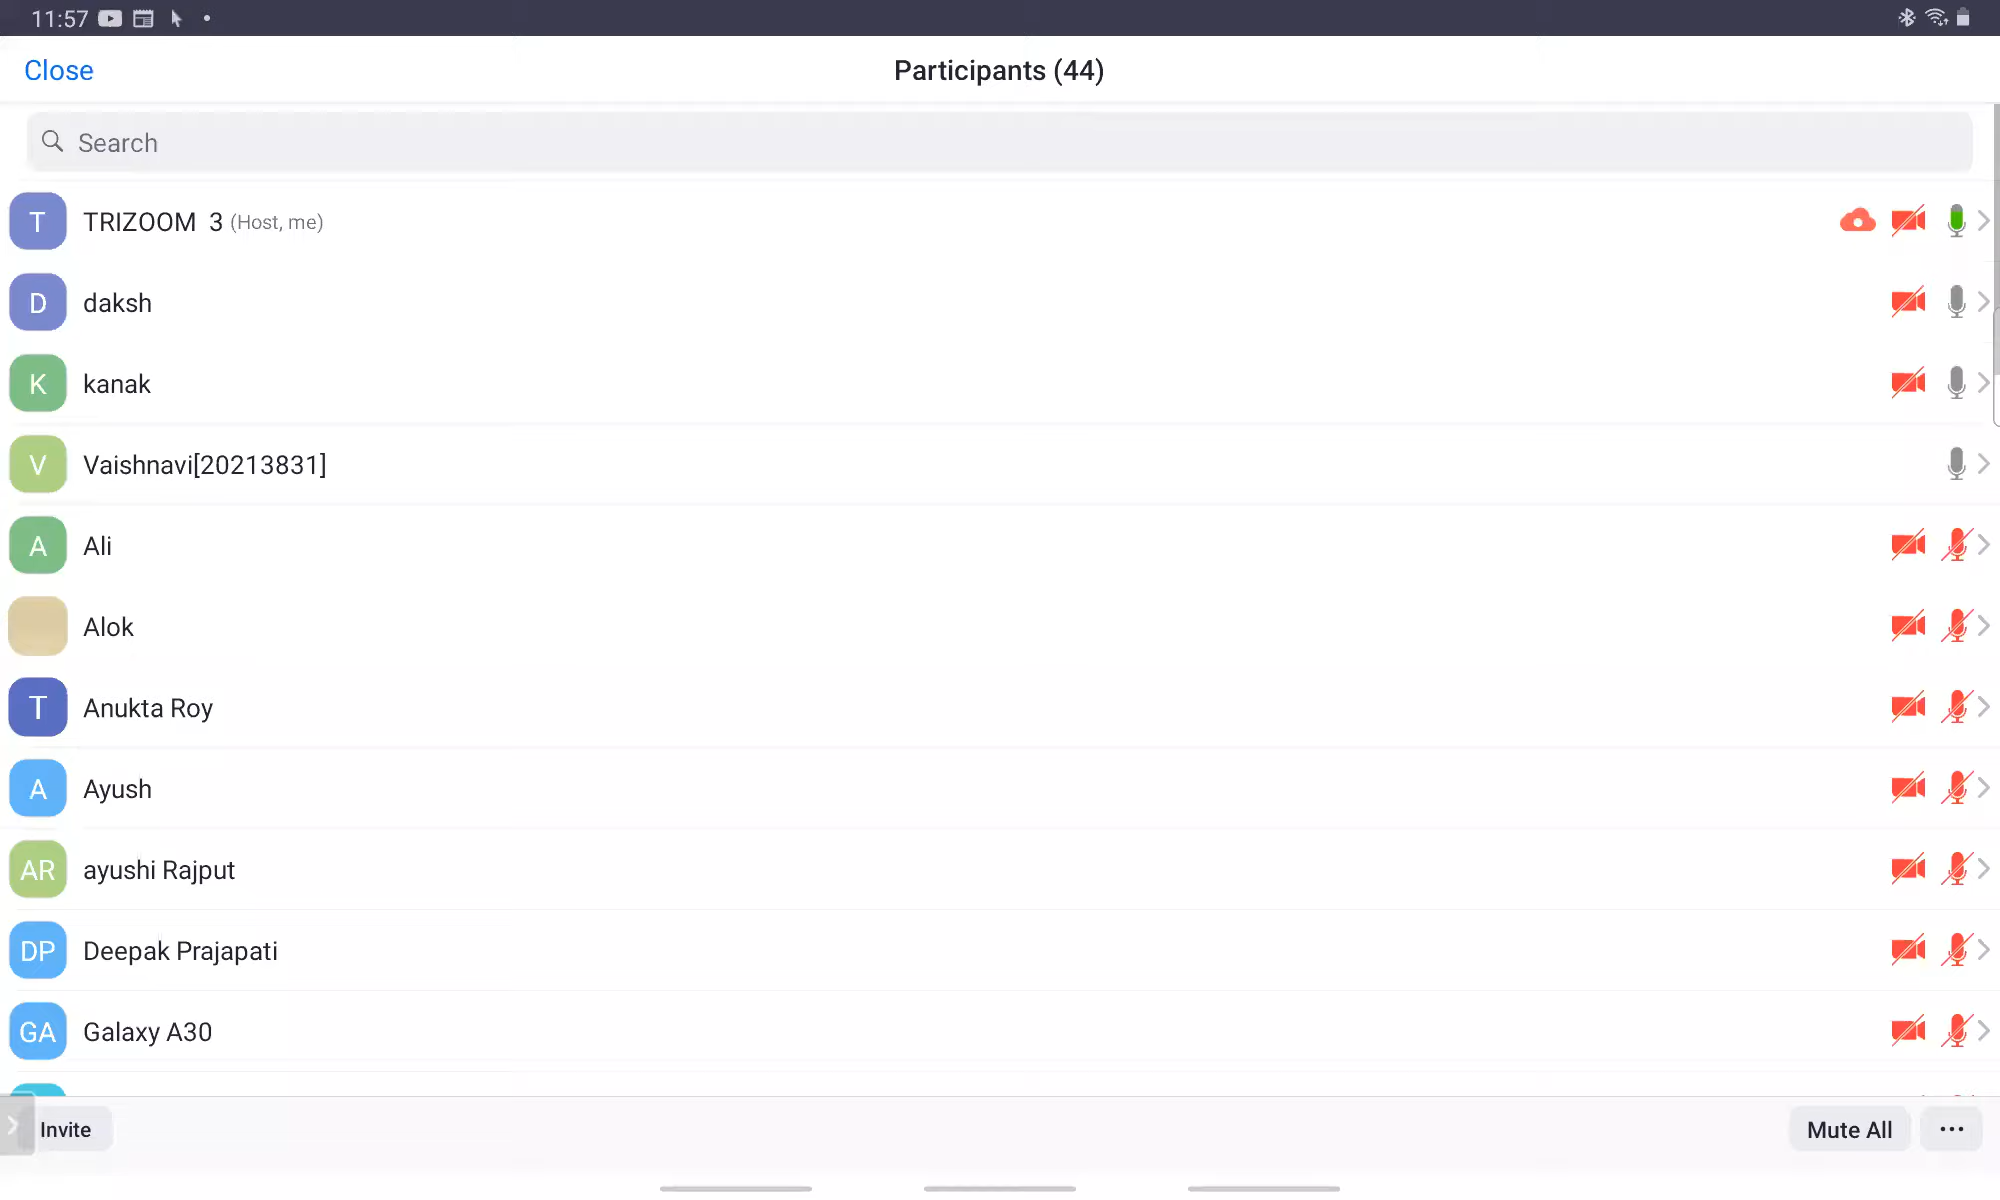 11:57
Close
Participants (44)
Search
T TRIZOOM 3 (Host, me)
D daksh
K kanak
V Vaishnavi[20213831]
A Ali
Alok
T Anukta Roy
A Ayush
AR ayushi Rajput
DP Deepak Prajapati
GA Galaxy A30
Invite
Mute All